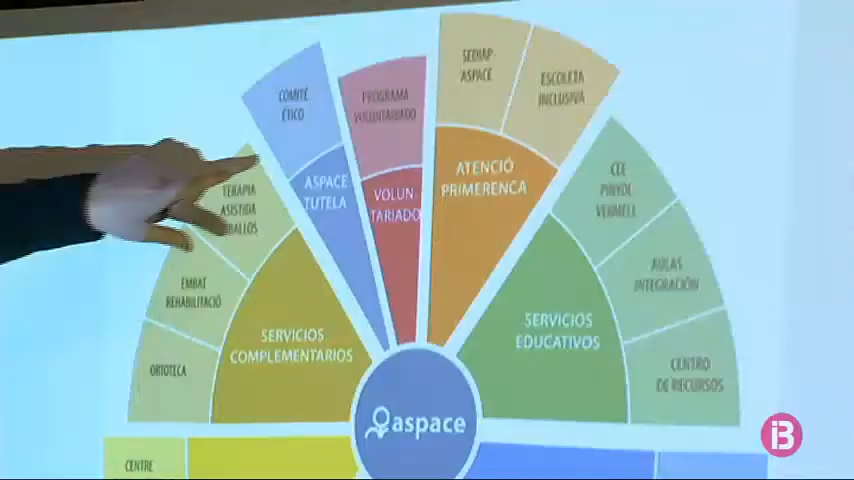 COMITÉ
ÉTICO
ASPACE
TUTELA
PROGRAMA
VOLUNTARIADO
VOLUN-
TARIADO
SEDIAP-
ASPACE
ESCOLETA
INCLUSIVA
ATENCIÓ
PRIMERENCA
CEE
PINYOL
VERMELL
AULAS
INTEGRACIÓN
CENTRO
DE RECURSOS
SERVICIOS
EDUCATIVOS
TERAPIA
ASISTIDA
EMBAT
REHABILITACIÓ
ORTOTECA
SERVICIOS
COMPLEMENTARIOS
aspace
CENTRE